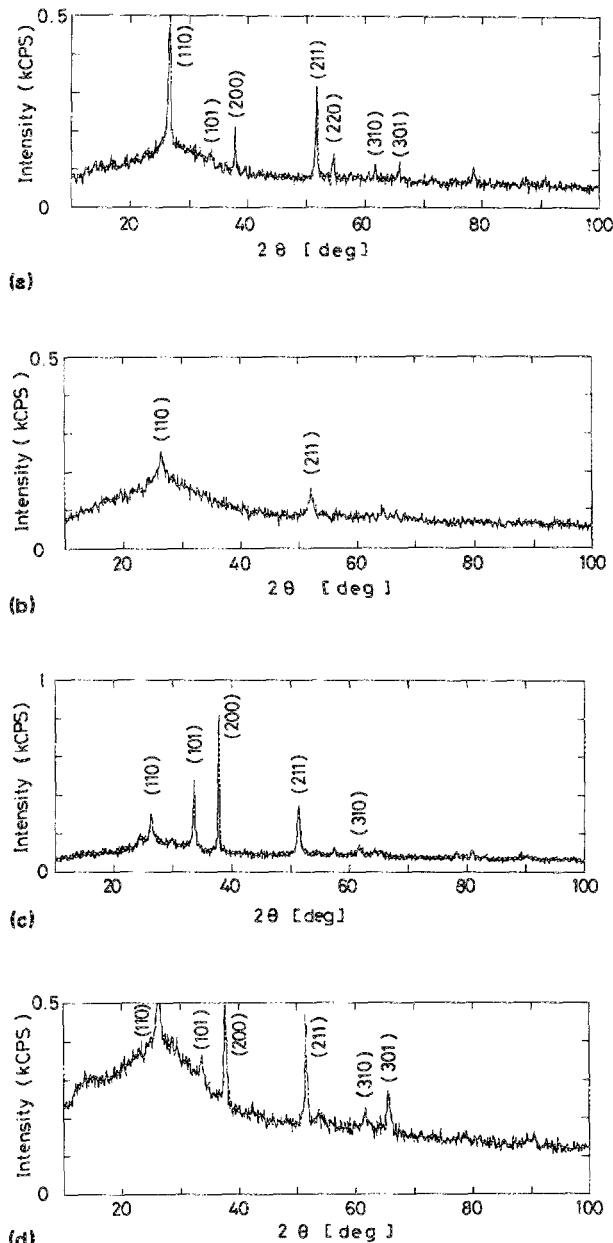 0.5
Intensity (kCPS)
(110)
(101)
(200)
(211)
(220)
(310)
(301)
0
20 40 60 80 100
2 θ [deg]
(a)
0.5
Intensity (kCPS)
(110)
(211)
0
20 40 60 80 100
2θ [deg]
(b)
1
Intensity (kCPS)
(110)
(101)
(200)
(211)
(310)
0
20 40 60 80 100
2θ [deg]
(c)
0.5
Intensity (kCPS)
(110)
(101)
(200)
(211)
(310)
(301)
0
20 40 60 80 100
2 θ [deg]
(d)